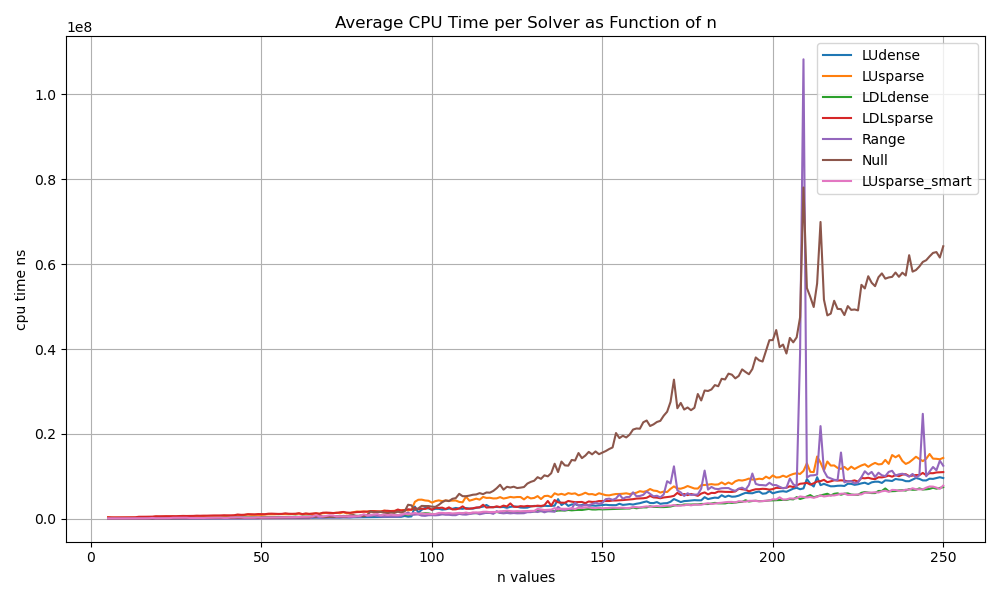 Average CPU Time per Solver as Function of n
1e8
LUdense
LUsparse
LDLdense
LDLsparse
Range
Null
LUsparse_smart
1.0
0.8
0.6
0.4
0.2
0.0
cpu time ns
0 50 100 150 200 250
n values